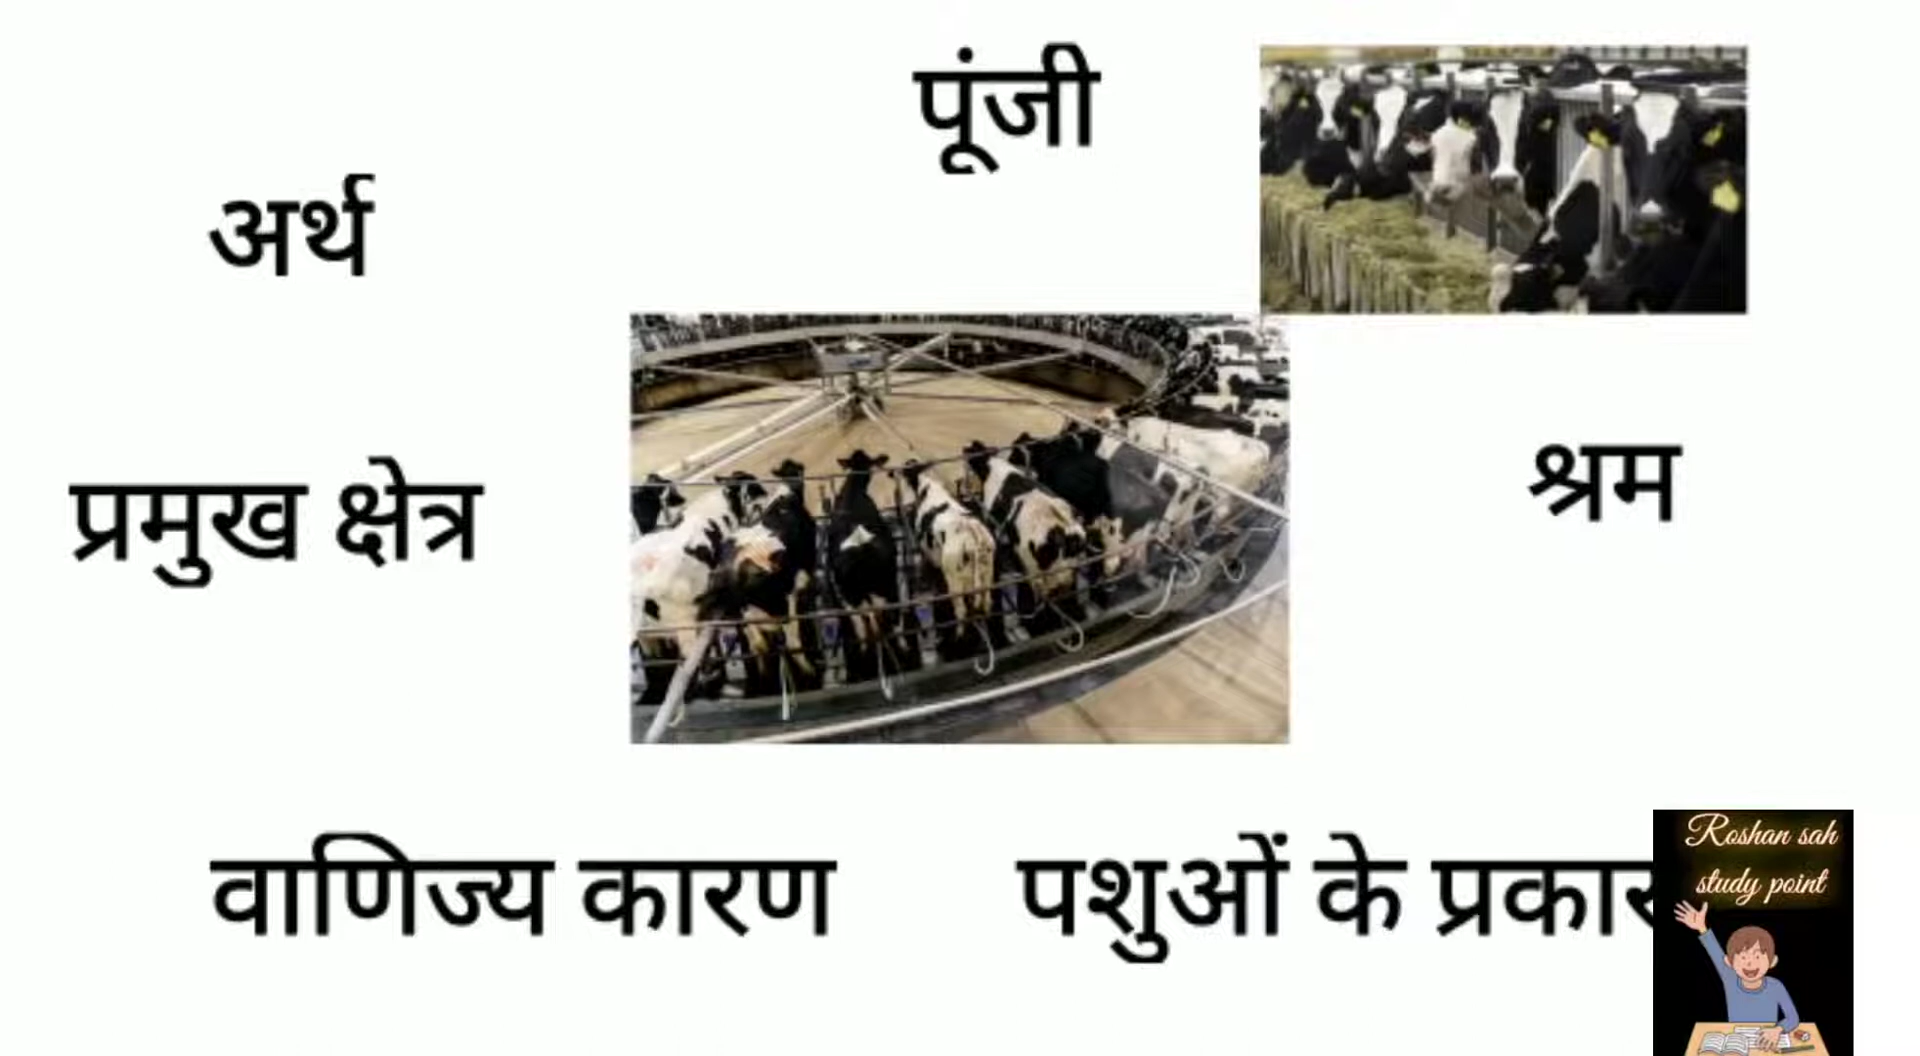 पूंजी
अर्थ
प्रमुख क्षेत्र
श्रम
वाणिज्य कारण
पशुओं के प्रकार
Roshan sah
study point